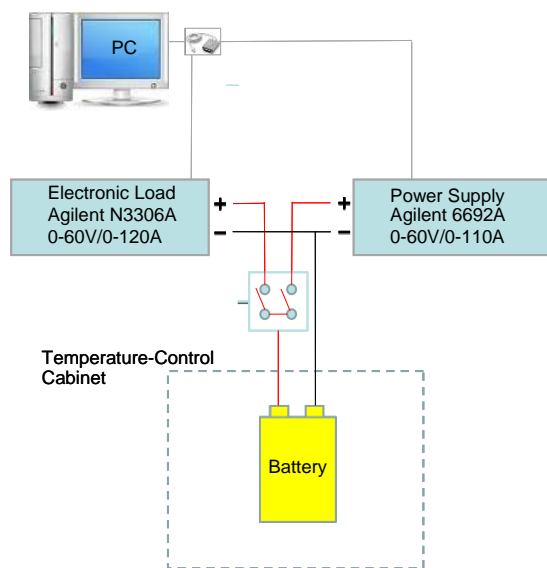 PC
Electronic Load
Agilent N3306A
0-60V/0-120A
+
−
+
−
Power Supply
Agilent 6692A
0-60V/0-110A
Temperature-Control
Cabinet
Battery